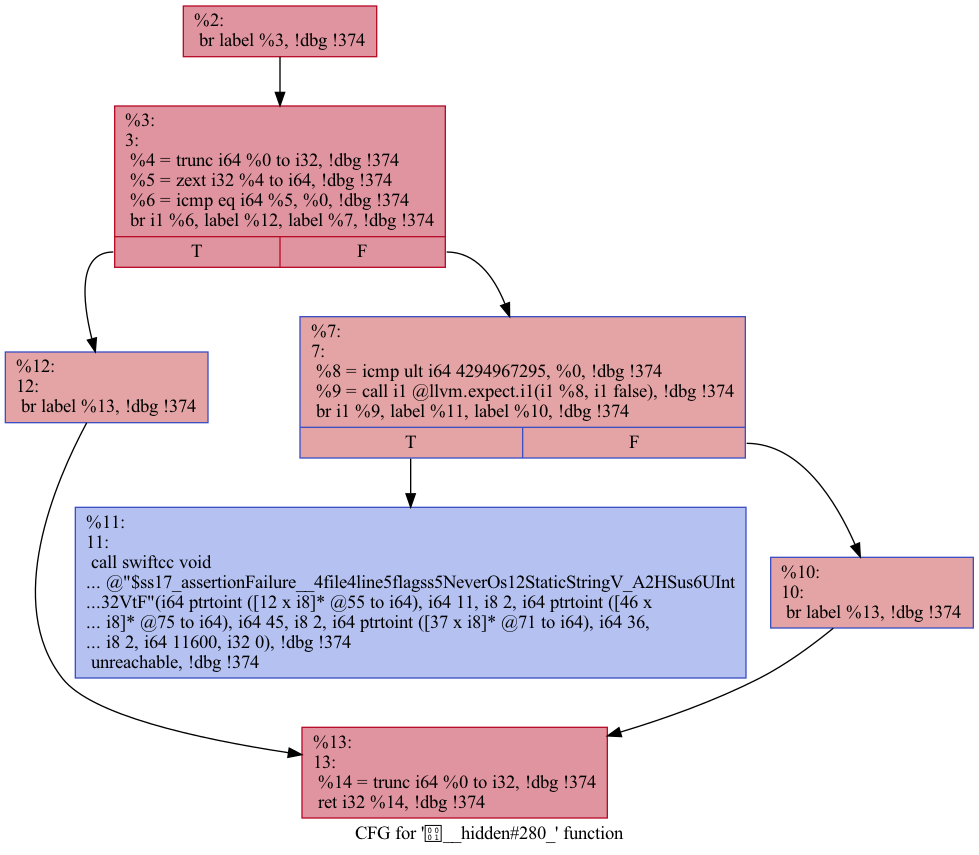 %2:
br label %3, !dbg !374
%3:
3:
%4 = trunc i64 %0 to i32, !dbg !374
%5 = zext i32 %4 to i64, !dbg !374
%6 = icmp eq i64 %5, %0, !dbg !374
br i1 %6, label %12, label %7, !dbg !374
T
F
%7:
7:
%8 = icmp ult i64 4294967295, %0, !dbg !374
%9 = call i1 @llvm.expect.i1(i1 %8, i1 false), !dbg !374
br i1 %9, label %11, label %10, !dbg !374
T
F
%12:
12:
br label %13, !dbg !374
%11:
11:
call swiftcc void
... @"$ss17_assertionFailure__4file4line5flagss5NeverOs12StaticStringV_A2HSus6UInt
...32VtF"(i64 ptrtoint ([12 x i8]* @55 to i64), i64 11, i8 2, i64 ptrtoint ([46 x
... i8]* @75 to i64), i64 45, i8 2, i64 ptrtoint ([37 x i8]* @71 to i64), i64 36,
... i8 2, i64 11600, i32 0), !dbg !374
unreachable, !dbg !374
%10:
10:
br label %13, !dbg !374
%13:
13:
%14 = trunc i64 %0 to i32, !dbg !374
ret i32 %14, !dbg !374
CFG for '__hidden#280_' function